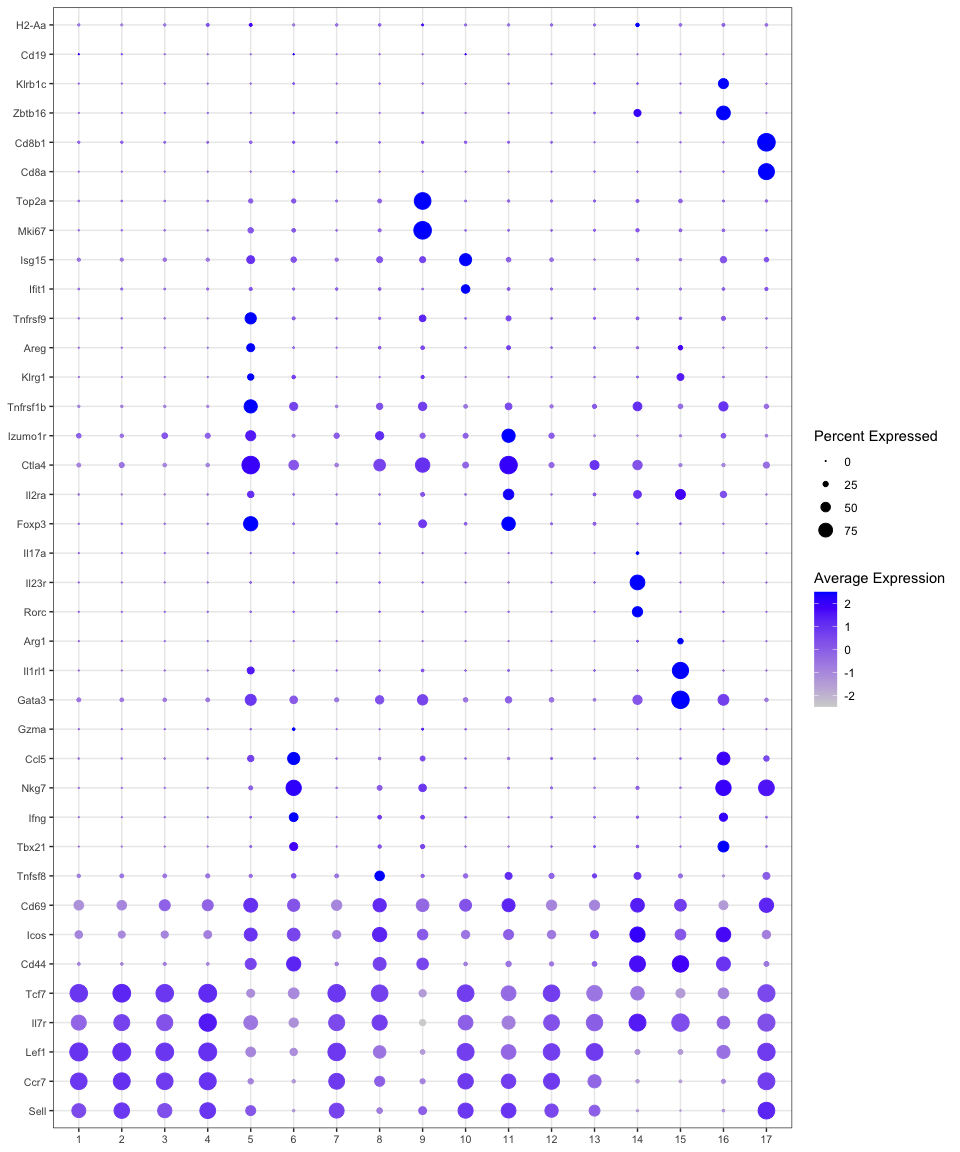 H2-Aa
Cd19
Klrb1c
Zbtb16
Cd8b1
Cd8a
Top2a
Mki67
Isg15
Ifit1
Tnfrsf9
Areg
Klrg1
Tnfrsf1b
Izumo1r
Ctla4
Il2ra
Foxp3
Il17a
Il23r
Rorc
Arg1
Il1rl1
Gata3
Gzma
Ccl5
Nkg7
Ifng
Tbx21
Tnfsf8
Cd69
Icos
Cd44
Tcf7
Il7r
Lef1
Ccr7
Sell
1 2 3 4 5 6 7 8 9 10 11 12 13 14 15 16 17
Percent Expressed
0
25
50
75
Average Expression
2
1
0
-1
-2